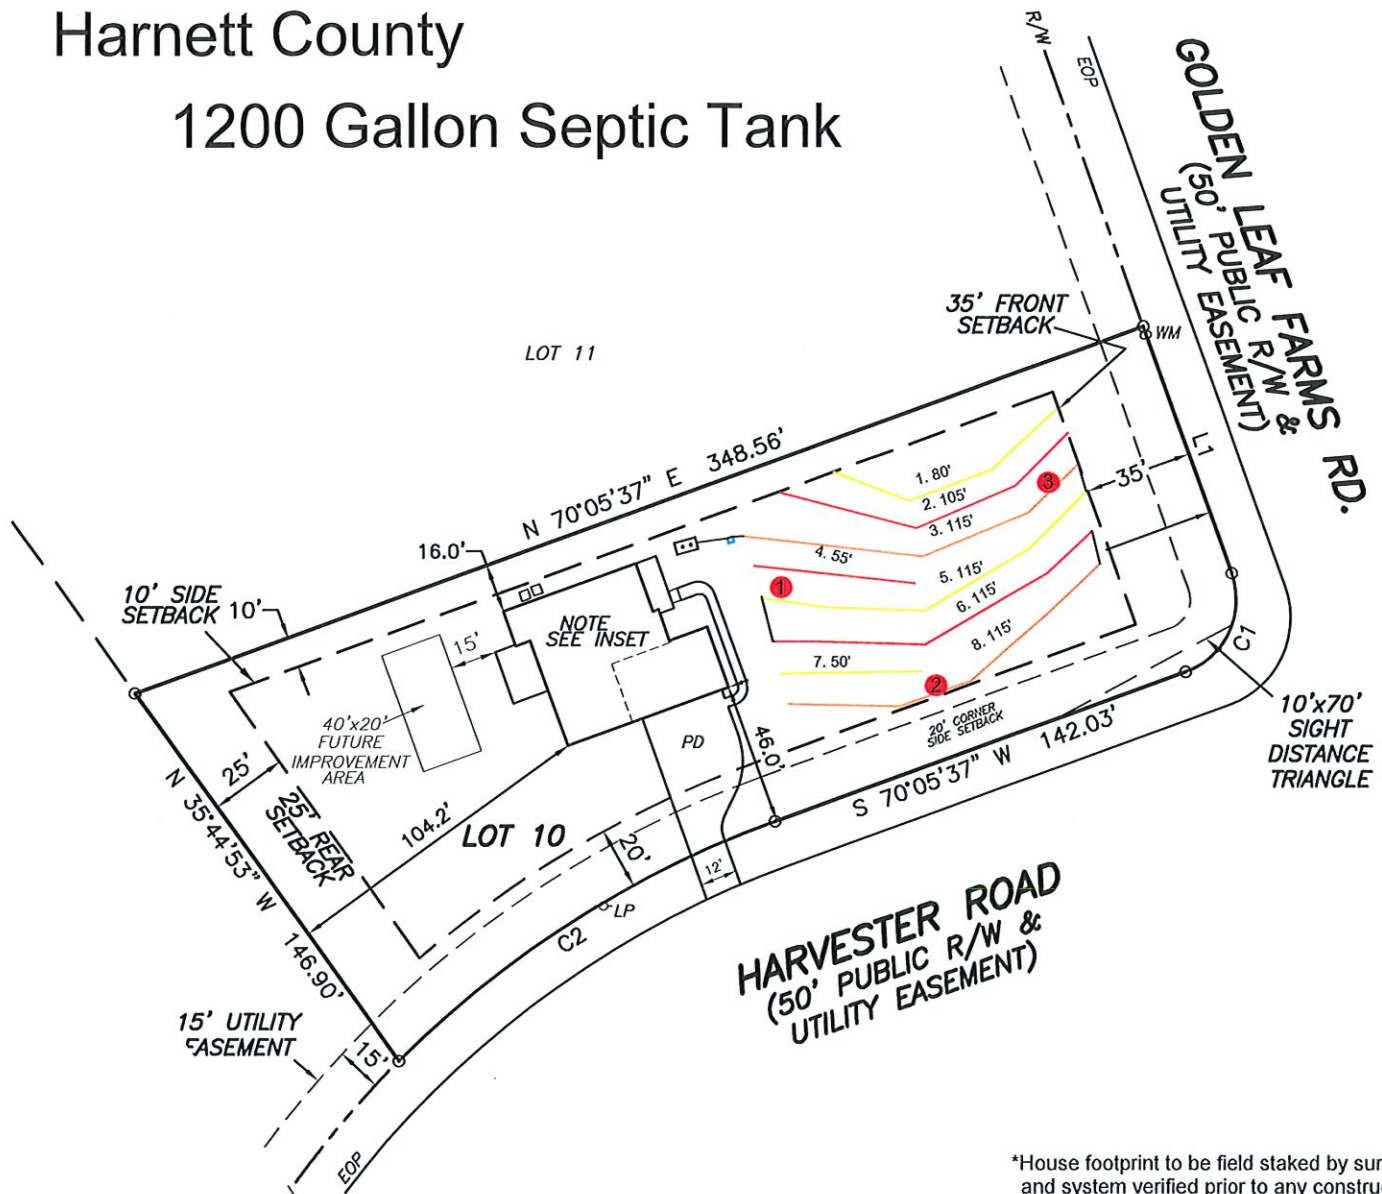 Harnett County
1200 Gallon Septic Tank
R/W
EOP
GOLDEN LEAF FARMS RD.
(50' PUBLIC R/W &
UTILITY EASEMENT)
35' FRONT
SETBACK
WM
LOT 11
L1
N 70°05'37" E 348.56'
1. 80'
2. 105'
3
35'
3. 115'
16.0'
4. 55'
5. 115'
10' SIDE
SETBACK
10'
1
6. 115'
NOTE
SEE INSET
15'
8. 115'
C1
7. 50'
2
40'x20'
FUTURE
IMPROVEMENT
AREA
20' CORNER
SIDE SETBACK
10'x70'
SIGHT
DISTANCE
TRIANGLE
PD
46.0'
S 70°05'37" W 142.03'
25'
25' REAR
SETBACK
104.2'
LOT 10
N 35°44'53" W 146.90'
20'
12'
LP
C2
HARVESTER ROAD
(50' PUBLIC R/W &
UTILITY EASEMENT)
15' UTILITY
EASEMENT
15'
EOP
*House footprint to be field staked by sur
and system verified prior to any constru